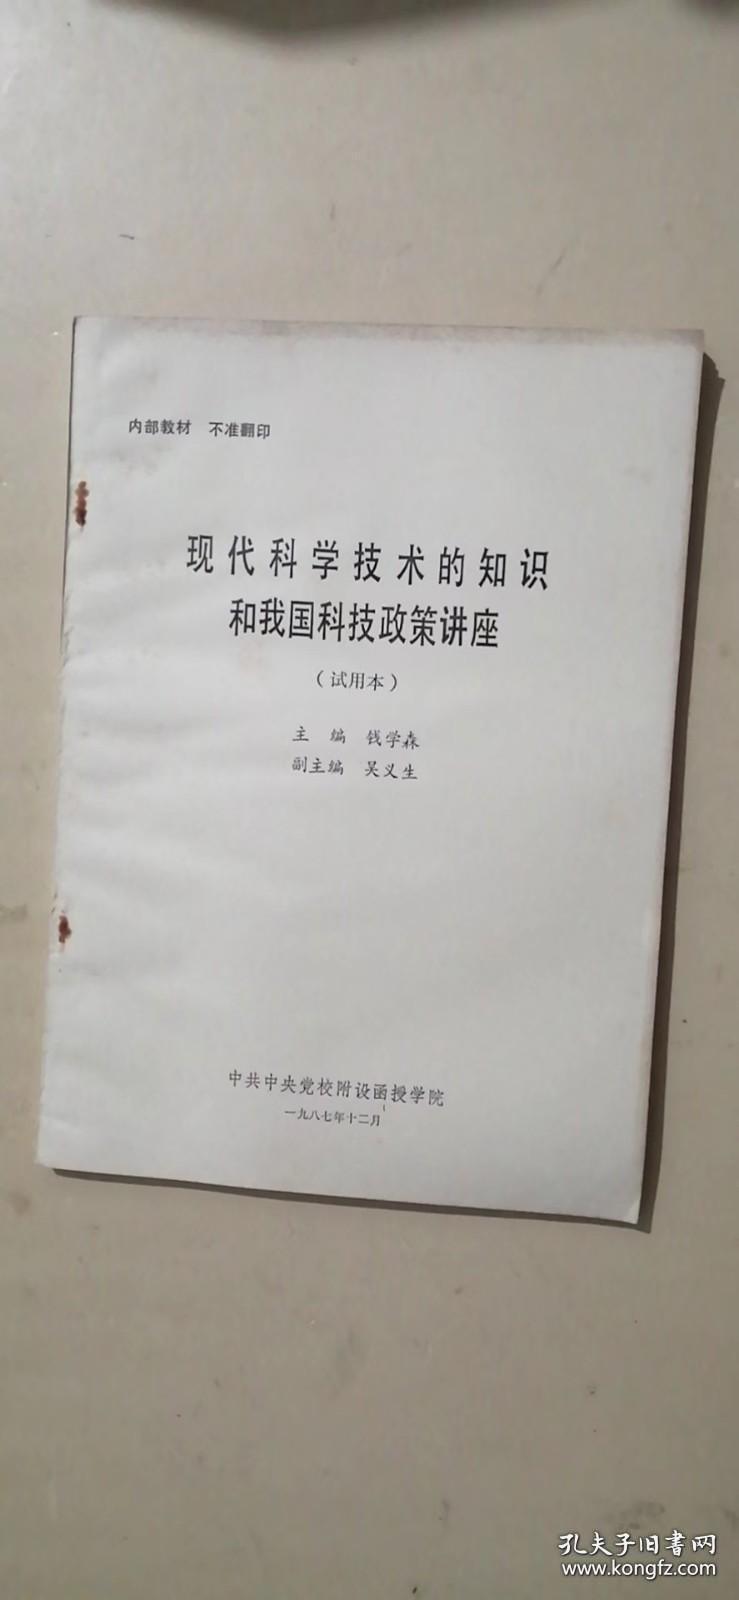 内部教材 不准翻印
现代科学技术的知识
和我国科技政策讲座
（试用本）
主 编 钱学森
副主编 吴义生
中共中央党校附设函授学院
一九八七年十二月
孔夫子旧書网
www.kongfz.com